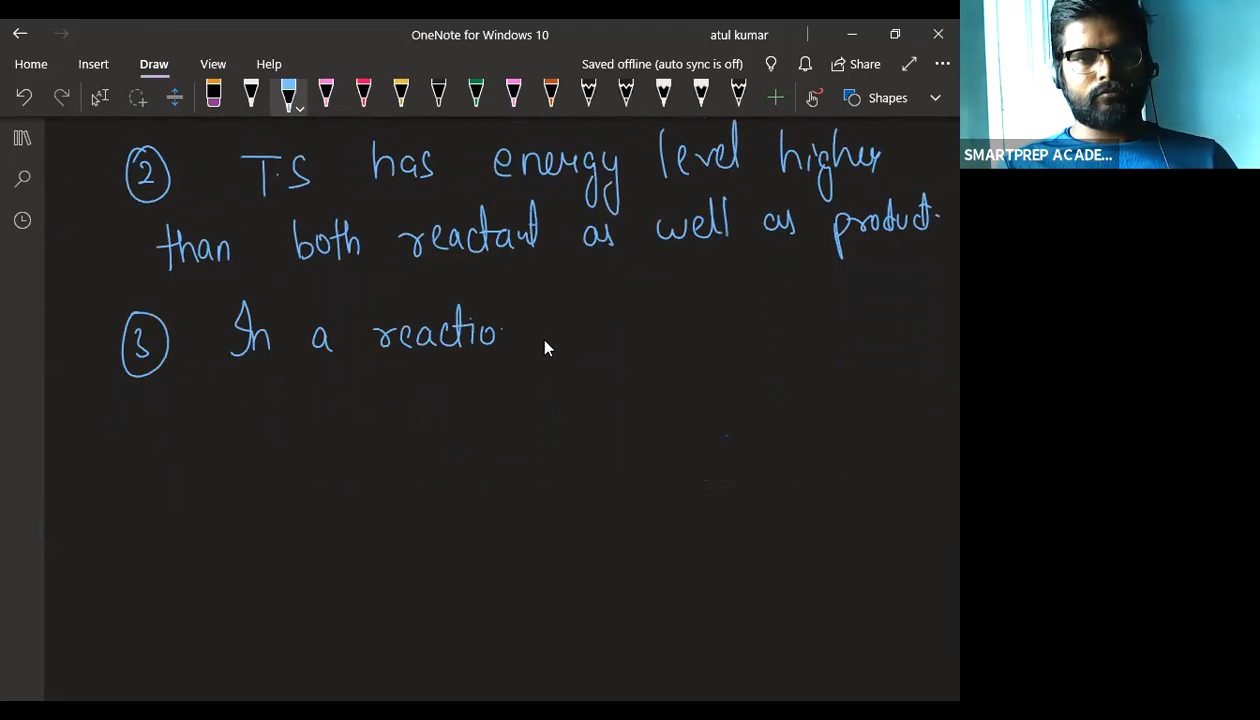 OneNote for Windows 10
atul kumar
Home Insert Draw View Help
Saved offline (auto sync is off)
Share
Shapes
SMARTPREP ACADE...
2 T.S has energy level higher
than both reactant as well as product.
3 In a reactio